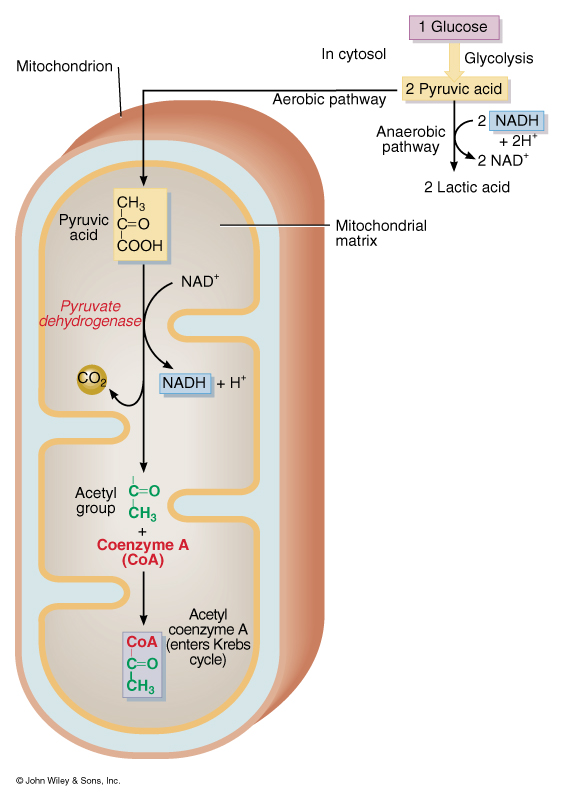 1 Glucose
In cytosol
Glycolysis
Mitochondrion
2 Pyruvic acid
Aerobic pathway
Anaerobic
pathway
2 NADH
+ 2H⁺
2 NAD⁺
2 Lactic acid
Pyruvic
acid
CH₃
C=O
COOH
Mitochondrial
matrix
NAD⁺
Pyruvate
dehydrogenase
CO₂
NADH + H⁺
Acetyl
group
C=O
CH₃
+
Coenzyme A
(CoA)
Acetyl
coenzyme A
(enters Krebs
cycle)
CoA
C=O
CH₃
© John Wiley & Sons, Inc.